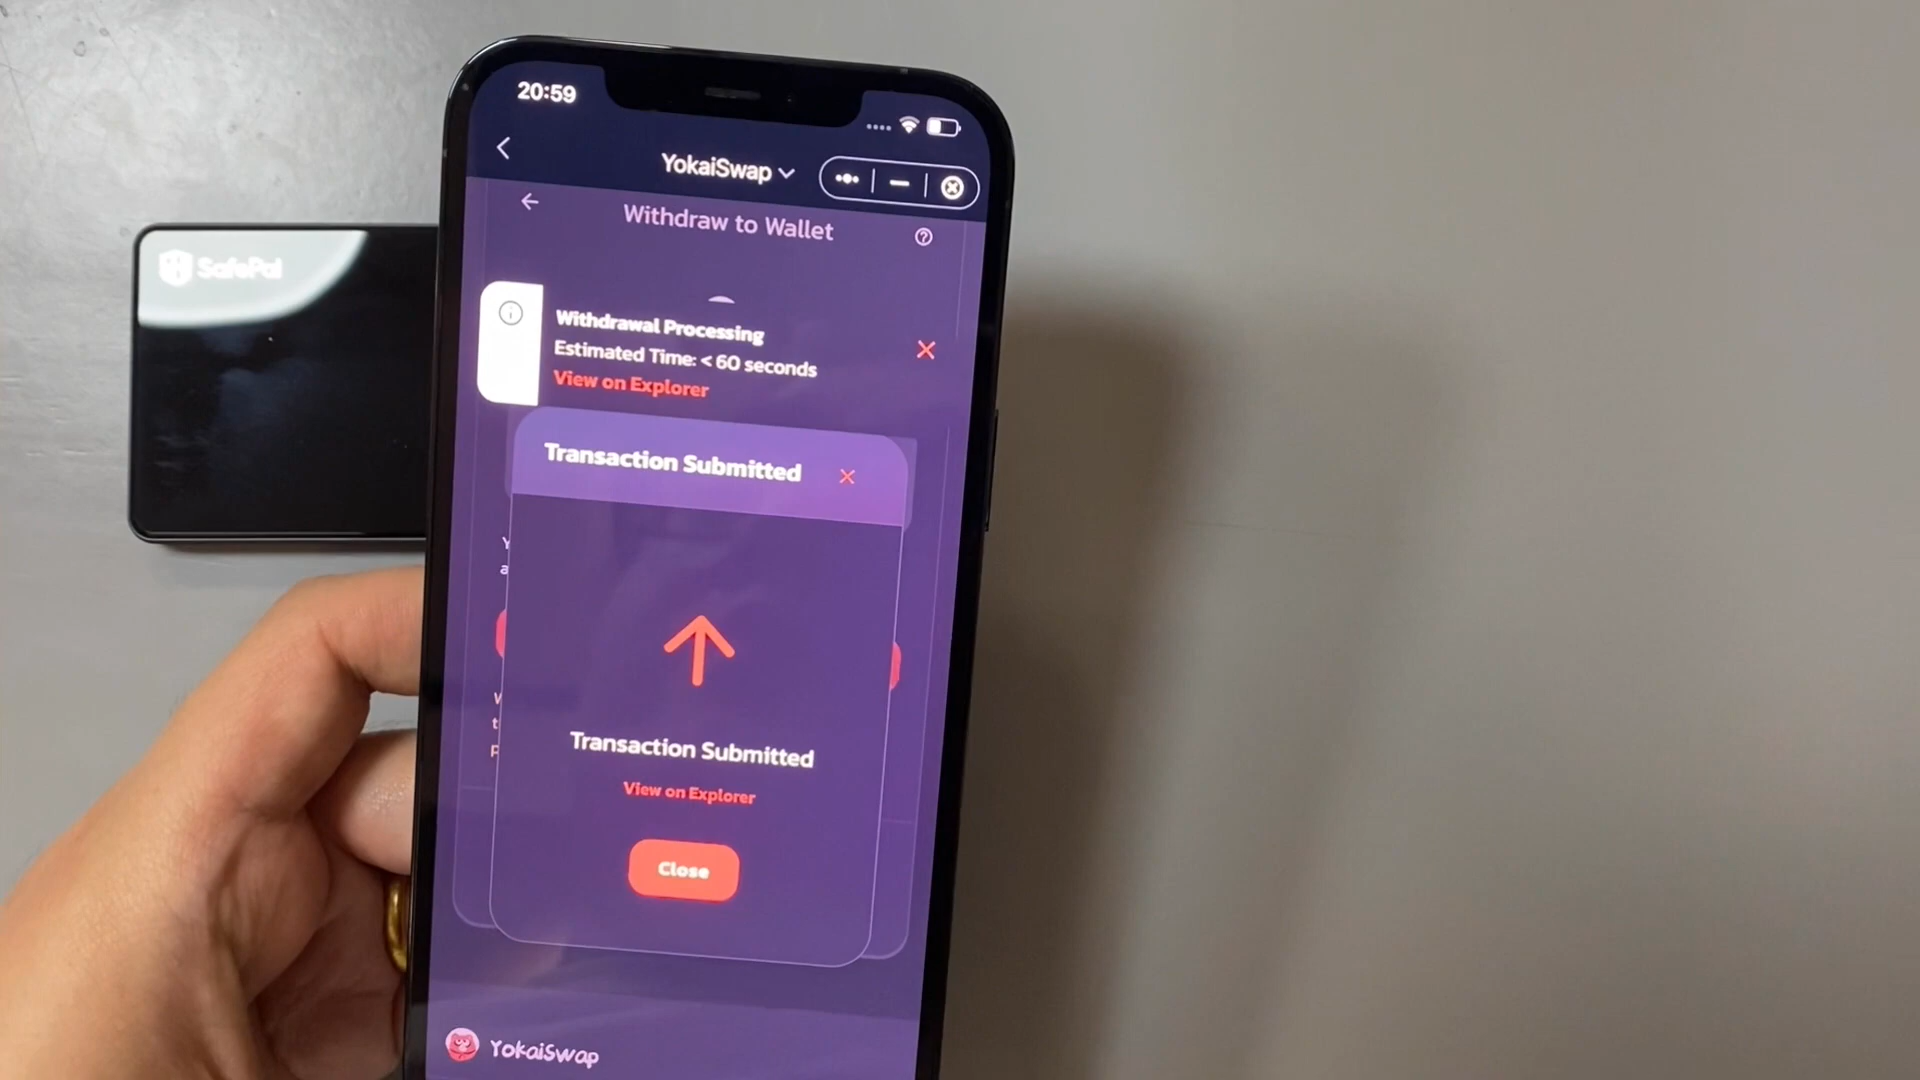 20:59
YokaiSwap
Withdraw to Wallet
SafePal
Withdrawal Processing
Estimated Time: < 60 seconds
View on Explorer
Transaction Submitted
Transaction Submitted
View on Explorer
Close
YokaiSwap